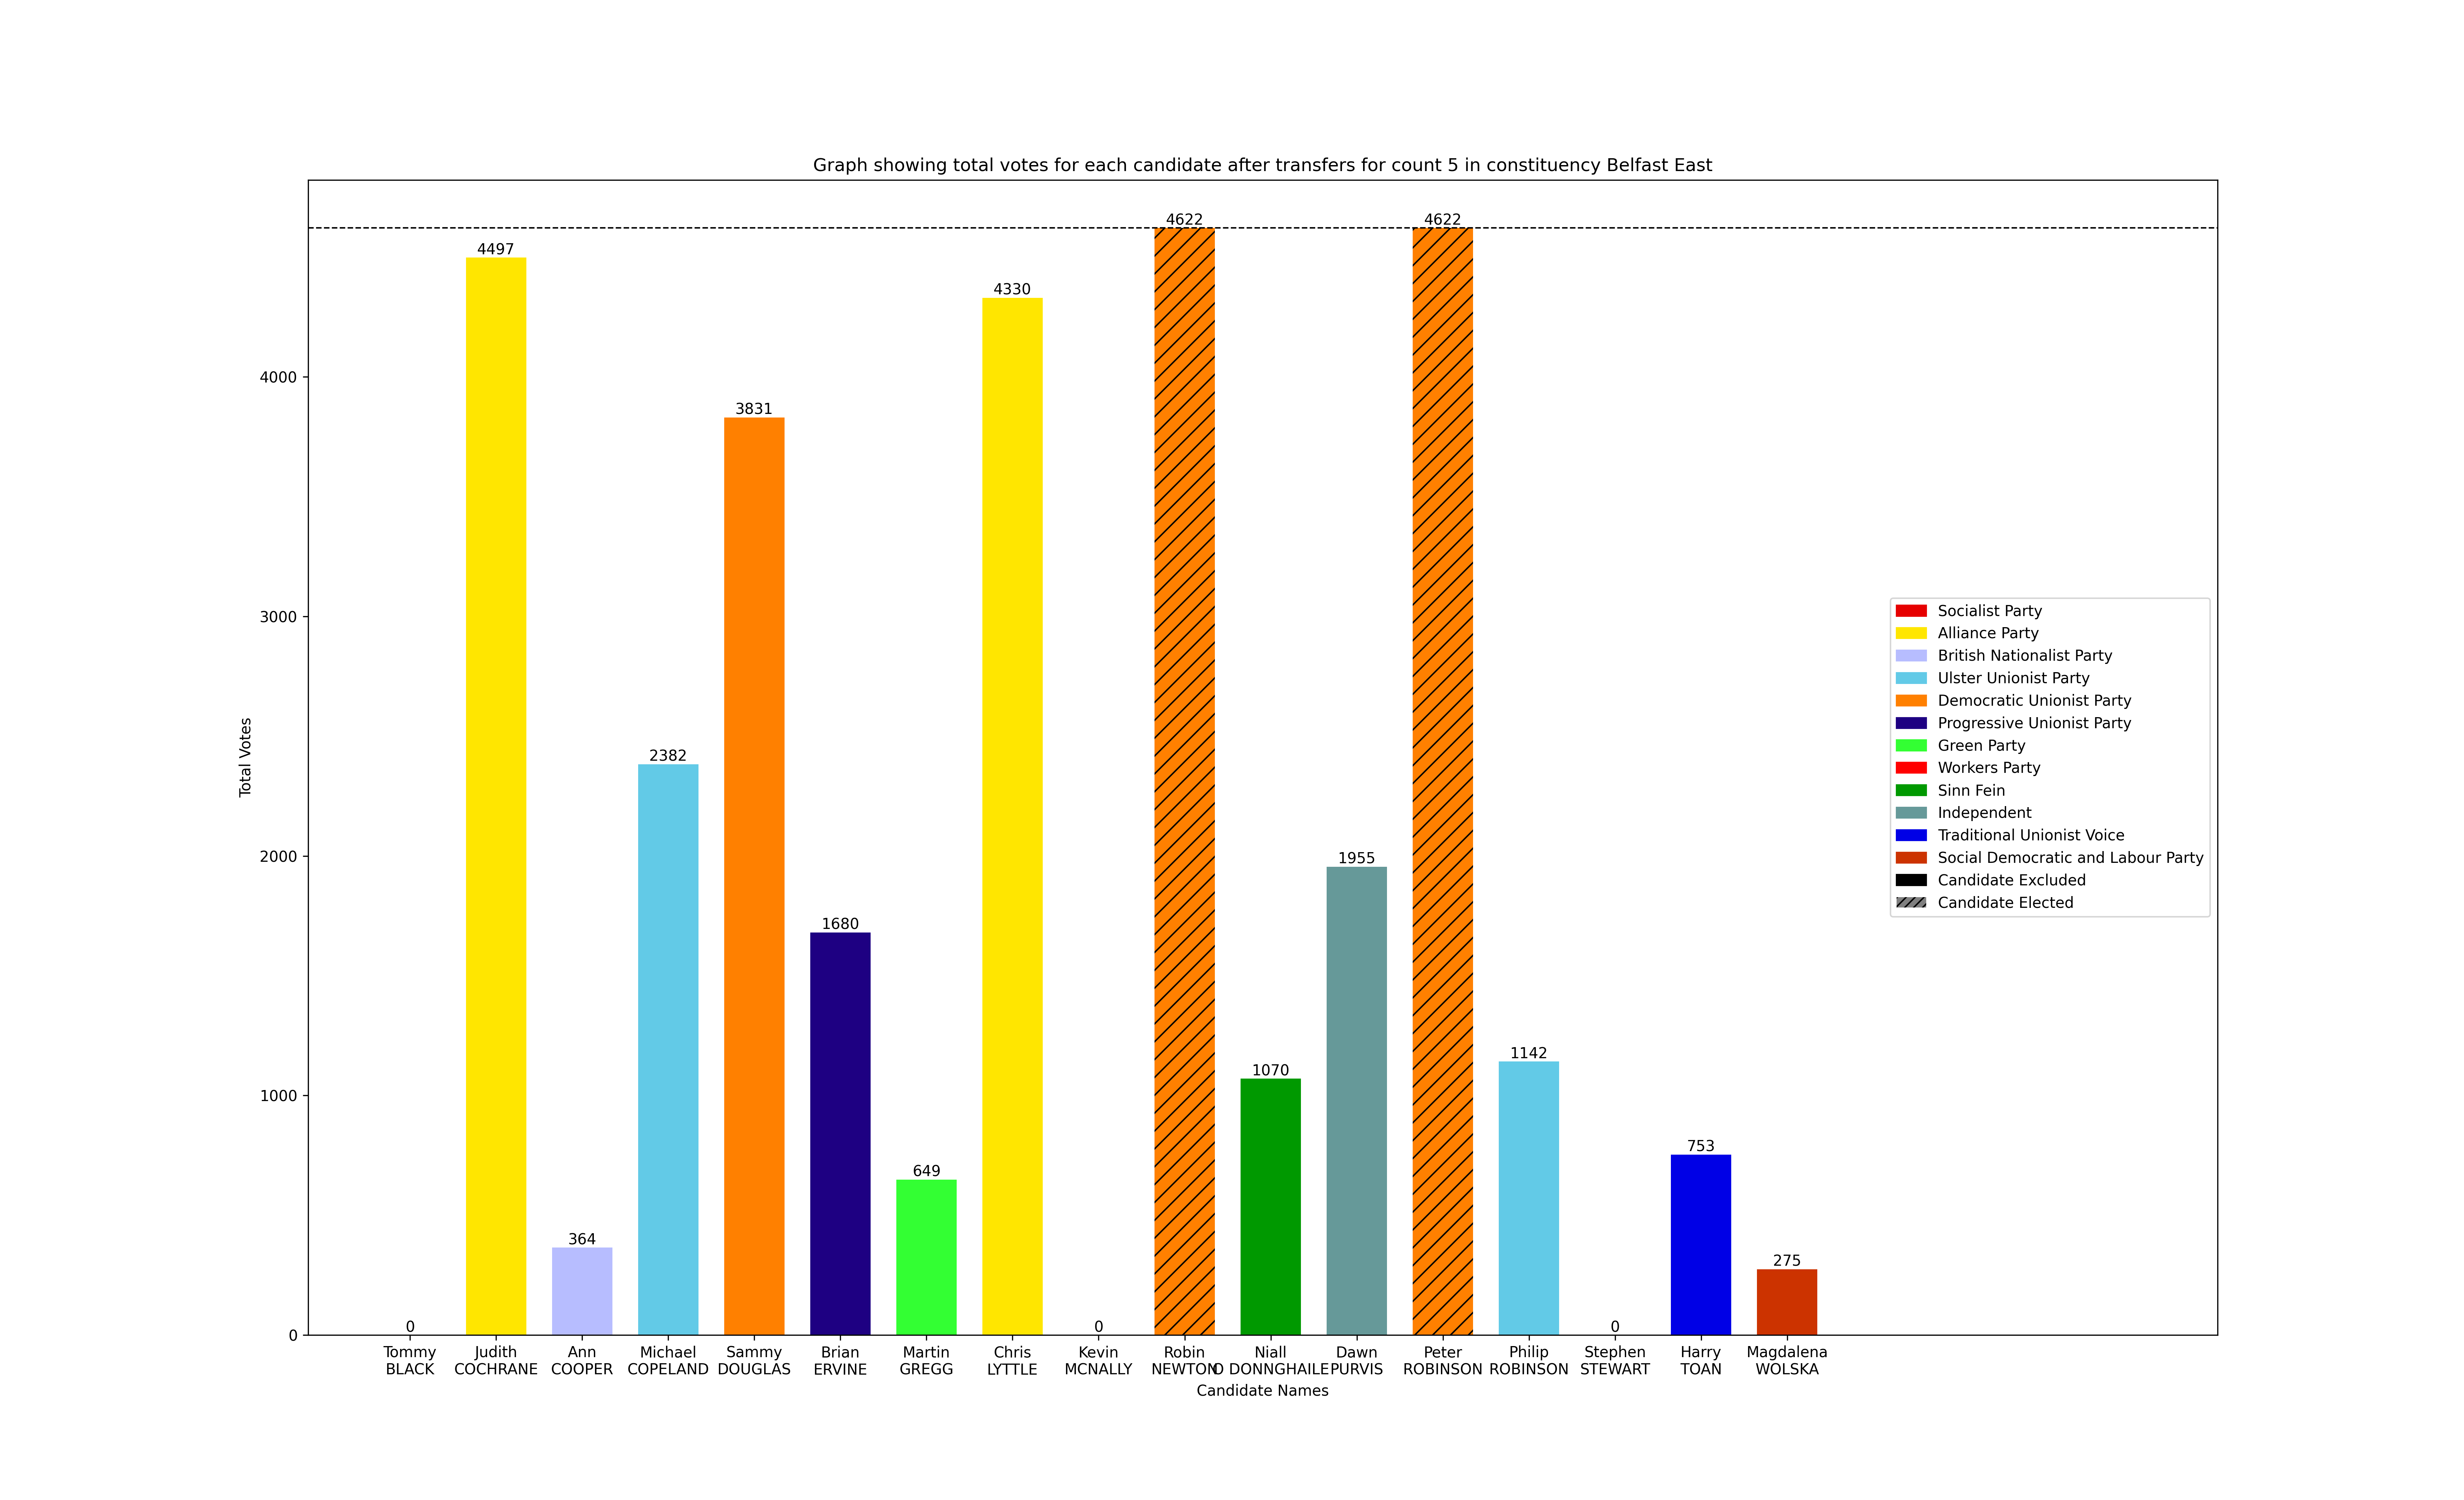 Graph showing total votes for each candidate after transfers for count 5 in constituency Belfast East
Total Votes
4000
3000
2000
1000
0
0
4497
364
2382
3831
1680
649
4330
0
4622
1070
1955
4622
1142
0
753
275
Tommy
BLACK
Judith
COCHRANE
Ann
COOPER
Michael
COPELAND
Sammy
DOUGLAS
Brian
ERVINE
Martin
GREGG
Chris
LYTTLE
Kevin
MCNALLY
Robin
NEWTON
Niall
O DONNGHAILE
Dawn
PURVIS
Peter
ROBINSON
Philip
ROBINSON
Stephen
STEWART
Harry
TOAN
Magdalena
WOLSKA
Candidate Names
Socialist Party
Alliance Party
British Nationalist Party
Ulster Unionist Party
Democratic Unionist Party
Progressive Unionist Party
Green Party
Workers Party
Sinn Fein
Independent
Traditional Unionist Voice
Social Democratic and Labour Party
Candidate Excluded
Candidate Elected